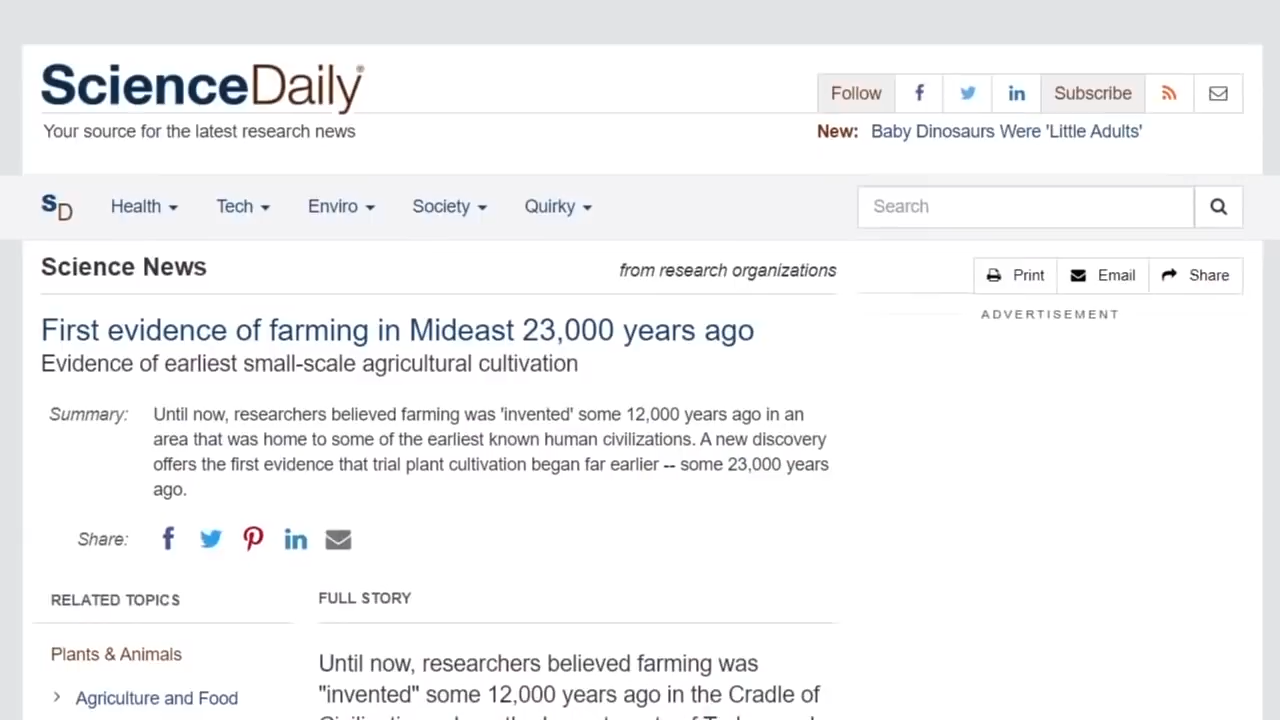 ScienceDaily®
Your source for the latest research news
Follow
Subscribe
New: Baby Dinosaurs Were 'Little Adults'
SD
Health
Tech
Enviro
Society
Quirky
Search
Science News
from research organizations
Print
Email
Share
ADVERTISEMENT
First evidence of farming in Mideast 23,000 years ago
Evidence of earliest small-scale agricultural cultivation
Summary:
Until now, researchers believed farming was 'invented' some 12,000 years ago in an
area that was home to some of the earliest known human civilizations. A new discovery
offers the first evidence that trial plant cultivation began far earlier -- some 23,000 years
ago.
Share:
RELATED TOPICS
Plants & Animals
Agriculture and Food
FULL STORY
Until now, researchers believed farming was
"invented" some 12,000 years ago in the Cradle of